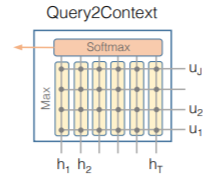 Query2Context
Softmax
Max
u_J
u_2
u_1
h_1 h_2 h_T